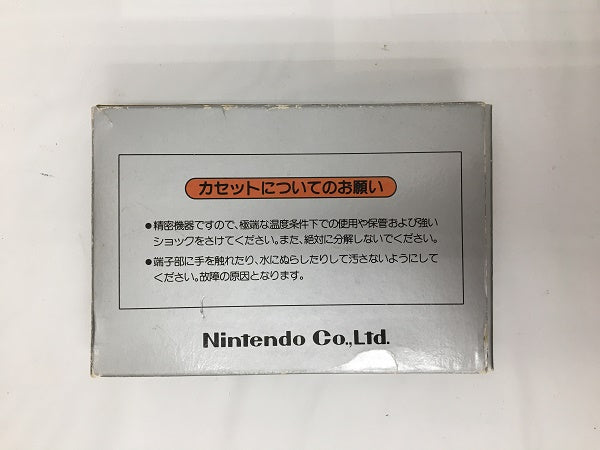 カセットについてのお願い
●精密機器ですので、極端な温度条件下での使用や保管および強い
ショックをさけてください。また、絶対に分解しないでください。
●端子部に手を触れたり、水にぬらしたりして汚さないようにして
ください。故障の原因となります。
Nintendo Co.,Ltd.